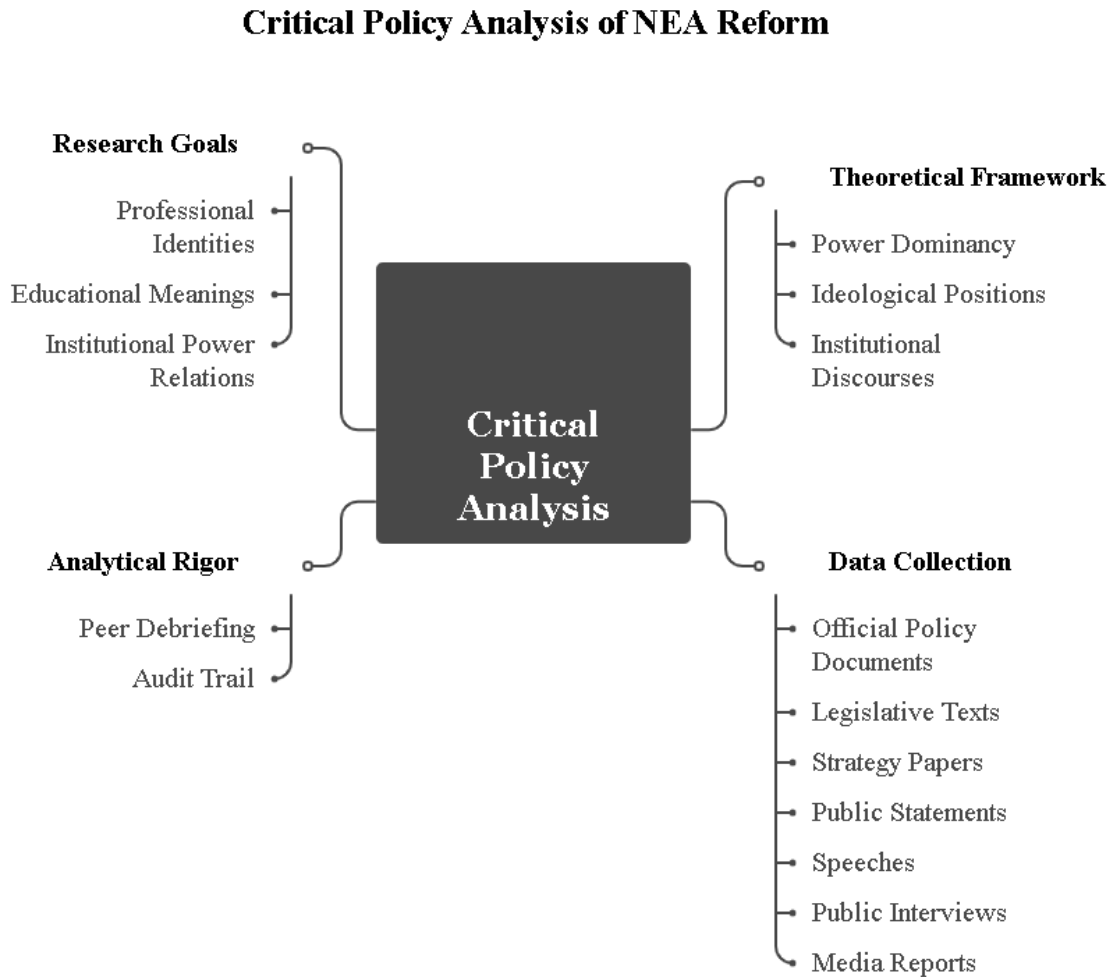 Critical Policy Analysis of NEA Reform
Research Goals
Professional
Identities
Educational Meanings
Institutional Power
Relations
Theoretical Framework
Power Dominancy
Ideological Positions
Institutional
Discourses
Critical
Policy
Analysis
Analytical Rigor
Peer Debriefing
Audit Trail
Data Collection
Official Policy
Documents
Legislative Texts
Strategy Papers
Public Statements
Speeches
Public Interviews
Media Reports